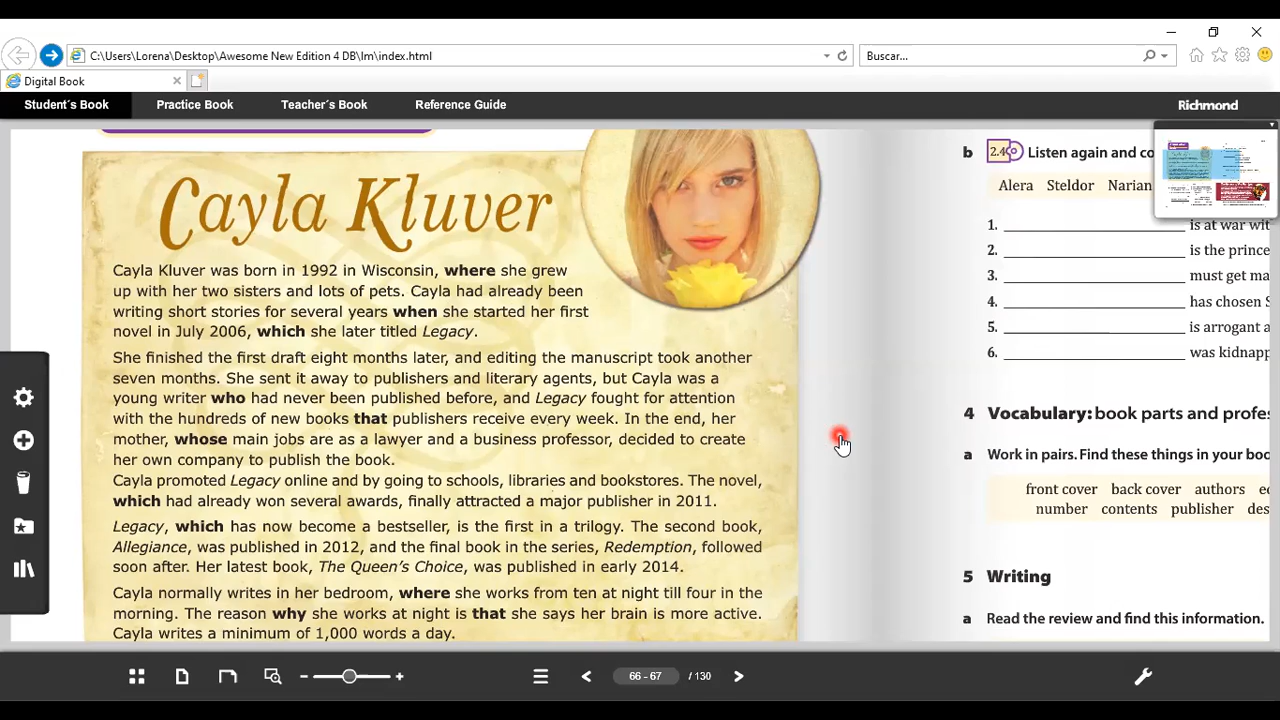 C:\Users\Lorena\Desktop\Awesome New Edition 4 DB\lm\index.html
Buscar...
Digital Book
Student´s Book Practice Book Teacher´s Book Reference Guide
Richmond
Cayla Kluver
Cayla Kluver was born in 1992 in Wisconsin, where she grew
up with her two sisters and lots of pets. Cayla had already been
writing short stories for several years when she started her first
novel in July 2006, which she later titled Legacy.
She finished the first draft eight months later, and editing the manuscript took another
seven months. She sent it away to publishers and literary agents, but Cayla was a
young writer who had never been published before, and Legacy fought for attention
with the hundreds of new books that publishers receive every week. In the end, her
mother, whose main jobs are as a lawyer and a business professor, decided to create
her own company to publish the book.
Cayla promoted Legacy online and by going to schools, libraries and bookstores. The novel,
which had already won several awards, finally attracted a major publisher in 2011.
Legacy, which has now become a bestseller, is the first in a trilogy. The second book,
Allegiance, was published in 2012, and the final book in the series, Redemption, followed
soon after. Her latest book, The Queen's Choice, was published in early 2014.
Cayla normally writes in her bedroom, where she works from ten at night till four in the
morning. The reason why she works at night is that she says her brain is more active.
Cayla writes a minimum of 1,000 words a day.
b 2.4 Listen again and co
Alera Steldor Narian
1. is at war wit
2. is the prince
3. must get ma
4. has chosen S
5. is arrogant a
6. was kidnapp
4 Vocabulary: book parts and profes
a Work in pairs. Find these things in your boo
front cover back cover authors ed
number contents publisher des
5 Writing
a Read the review and find this information.
66 - 67 / 130